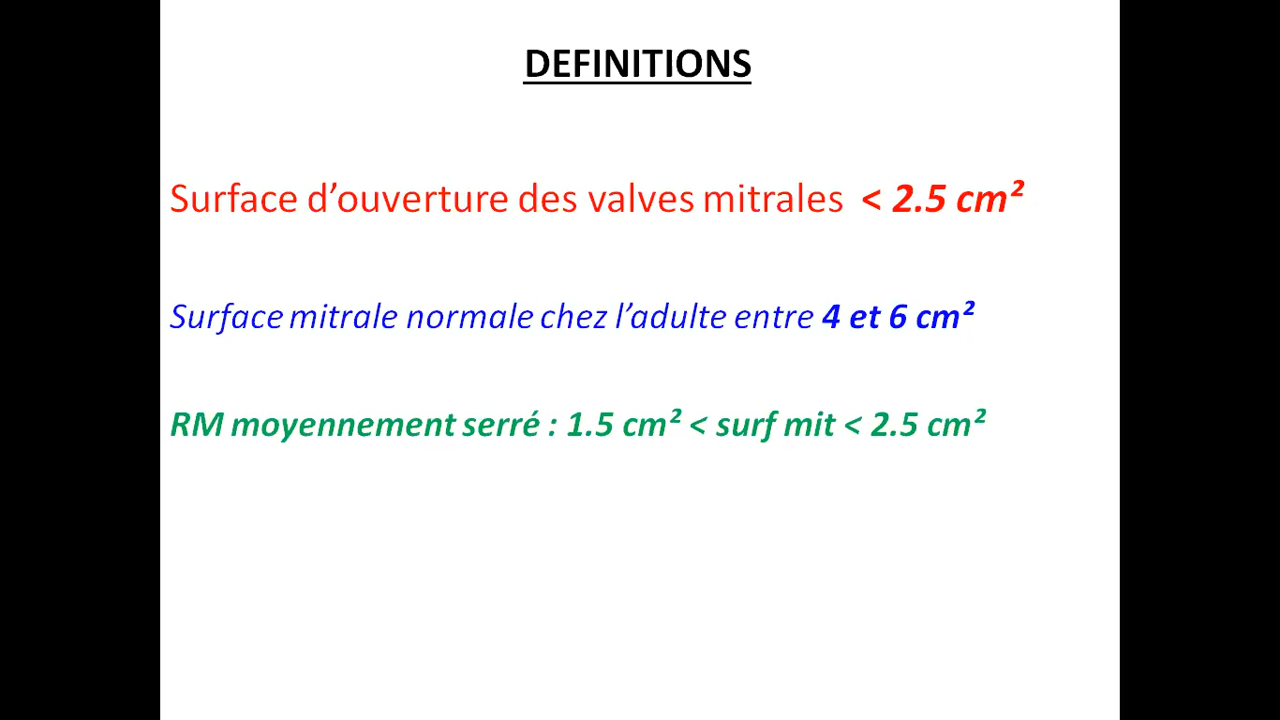 DEFINITIONS
Surface d’ouverture des valves mitrales < 2.5 cm²
Surface mitrale normale chez l’adulte entre 4 et 6 cm²
RM moyennement serré : 1.5 cm² < surf mit < 2.5 cm²